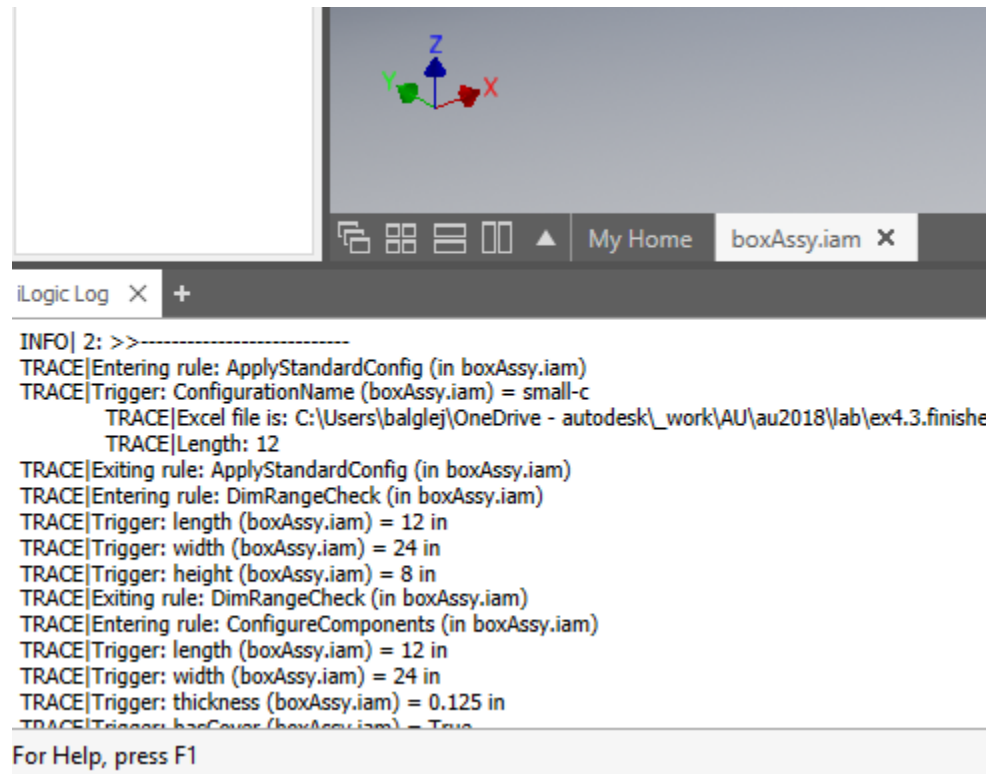 Z
Y
X
My Home
boxAssy.iam
iLogic Log
INFO| 2: >>---------------------------
TRACE|Entering rule: ApplyStandardConfig (in boxAssy.iam)
TRACE|Trigger: ConfigurationName (boxAssy.iam) = small-c
TRACE|Excel file is: C:\Users\balglej\OneDrive - autodesk\_work\AU\au2018\lab\ex4.3.finishe
TRACE|Length: 12
TRACE|Exiting rule: ApplyStandardConfig (in boxAssy.iam)
TRACE|Entering rule: DimRangeCheck (in boxAssy.iam)
TRACE|Trigger: length (boxAssy.iam) = 12 in
TRACE|Trigger: width (boxAssy.iam) = 24 in
TRACE|Trigger: height (boxAssy.iam) = 8 in
TRACE|Exiting rule: DimRangeCheck (in boxAssy.iam)
TRACE|Entering rule: ConfigureComponents (in boxAssy.iam)
TRACE|Trigger: length (boxAssy.iam) = 12 in
TRACE|Trigger: width (boxAssy.iam) = 24 in
TRACE|Trigger: thickness (boxAssy.iam) = 0.125 in
TRACE|Trigger: hasCover (boxAssy.iam) = True
For Help, press F1